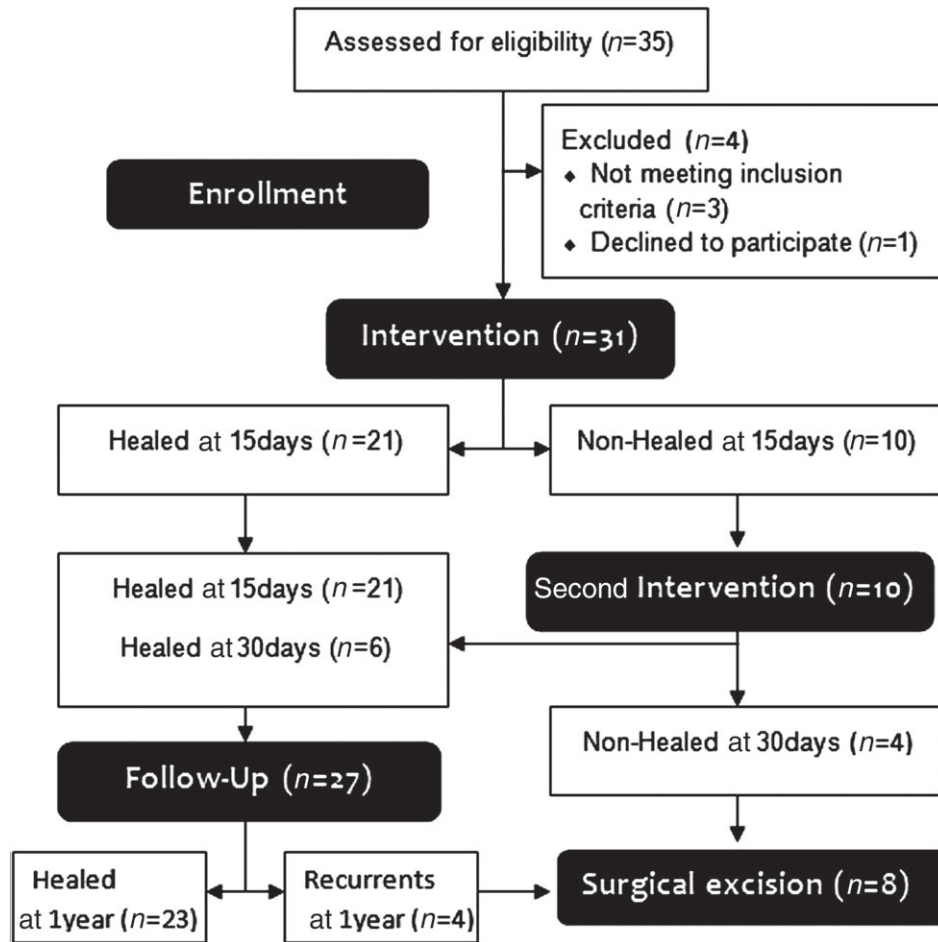 Assessed for eligibility (n=35)
Excluded (n=4)
♦ Not meeting inclusion
criteria (n=3)
♦ Declined to participate (n=1)
Enrollment
Intervention (n=31)
Healed at 15days (n=21)
Non-Healed at 15days (n=10)
Healed at 15days (n=21)
Healed at 30days (n=6)
Second Intervention (n=10)
Non-Healed at 30days (n=4)
Follow-Up (n=27)
Healed
at 1year (n=23)
Recurrents
at 1year (n=4)
Surgical excision (n=8)